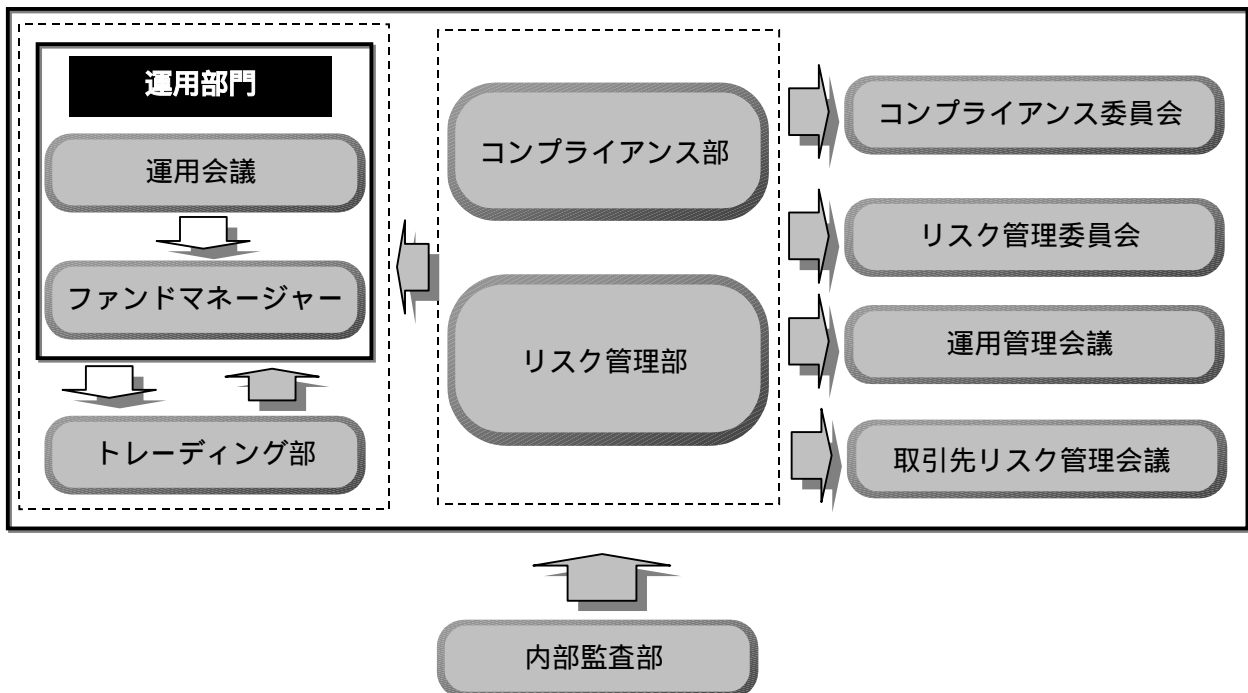 運用部門
運用会議
ファンドマネージャー
トレーディング部
コンプライアンス部
リスク管理部
コンプライアンス委員会
リスク管理委員会
運用管理会議
取引先リスク管理会議
内部監査部